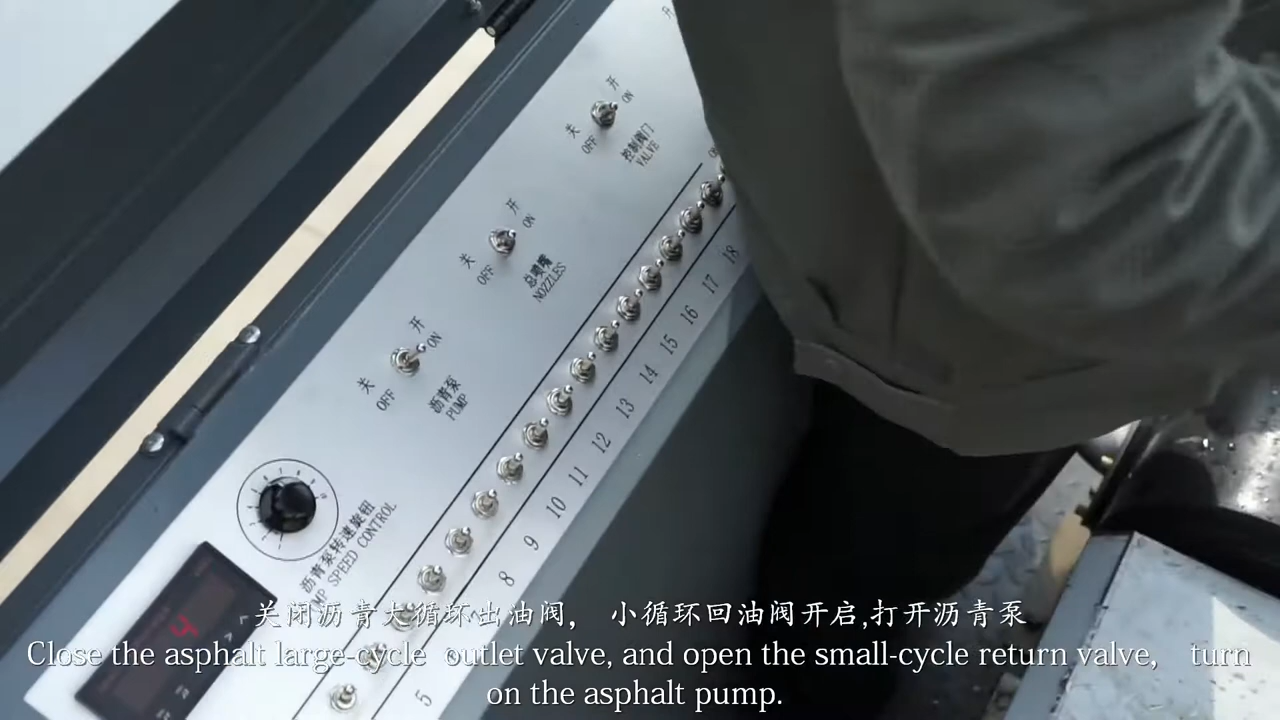 开
ON
关
OFF
控制阀门
VALVE
开
ON
关
OFF
总喷嘴
NOZZLES
开
ON
关
OFF
沥青泵
PUMP
沥青泵转速旋钮
SPEED CONTROL
18
17
16
15
14
13
12
11
10
9
8
5
关闭沥青大循环出油阀, 小循环回油阀开启,打开沥青泵
Close the asphalt large-cycle outlet valve, and open the small-cycle return valve, turn
on the asphalt pump.